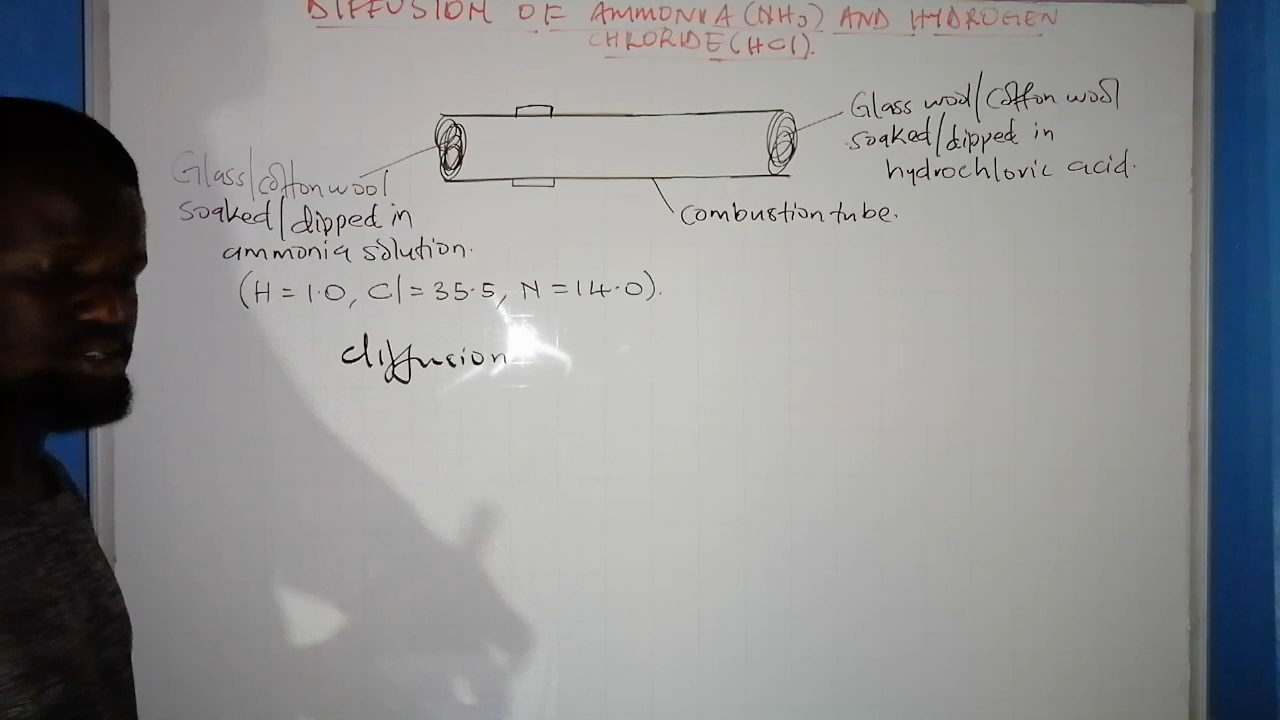 DIFFUSION OF AMMONIA (NH3) AND HYDROGEN
CHLORIDE (HCl).
Glass wool/Cotton wool
soaked/dipped in
hydrochloric acid.
Glass/cotton wool
soaked/dipped in
ammonia solution.
combustion tube.
(H = 1.0, Cl = 35.5, N = 14.0).
diffusion